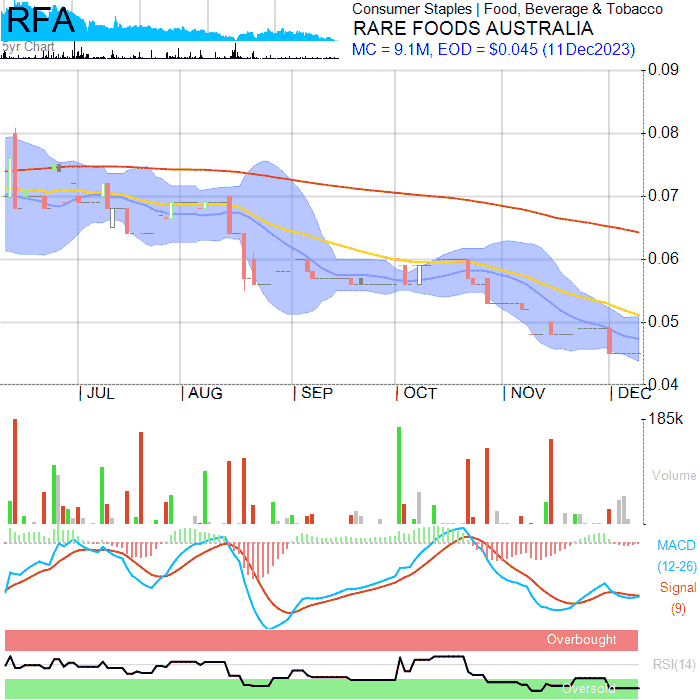 RFA
5yr Chart
Consumer Staples | Food, Beverage & Tobacco
RARE FOODS AUSTRALIA
MC = 9.1M, EOD = $0.045 (11Dec2023)
0.09
0.08
0.07
0.06
0.05
0.04
JUL
AUG
SEP
OCT
NOV
DEC
185k
Volume
MACD
(12-26)
Signal
(9)
Overbought
RSI(14)
Oversold